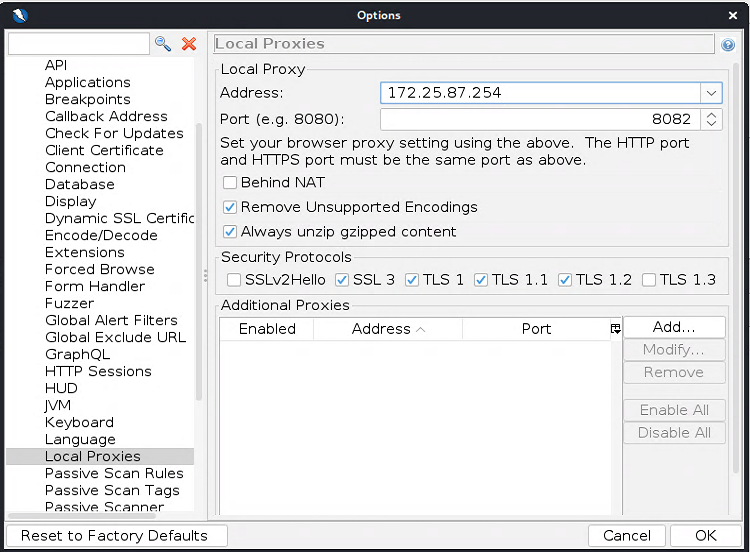 Options
API
Applications
Breakpoints
Callback Address
Check For Updates
Client Certificate
Connection
Database
Display
Dynamic SSL Certific
Encode/Decode
Extensions
Forced Browse
Form Handler
Fuzzer
Global Alert Filters
Global Exclude URL
GraphQL
HTTP Sessions
HUD
JVM
Keyboard
Language
Local Proxies
Passive Scan Rules
Passive Scan Tags
Passive Scanner
Local Proxies
Local Proxy
Address: 172.25.87.254
Port (e.g. 8080): 8082
Set your browser proxy setting using the above. The HTTP port
and HTTPS port must be the same port as above.
Behind NAT
Remove Unsupported Encodings
Always unzip gzipped content
Security Protocols
SSLv2Hello SSL 3 TLS 1 TLS 1.1 TLS 1.2 TLS 1.3
Additional Proxies
Enabled Address Port
Add...
Modify...
Remove
Enable All
Disable All
Reset to Factory Defaults Cancel OK